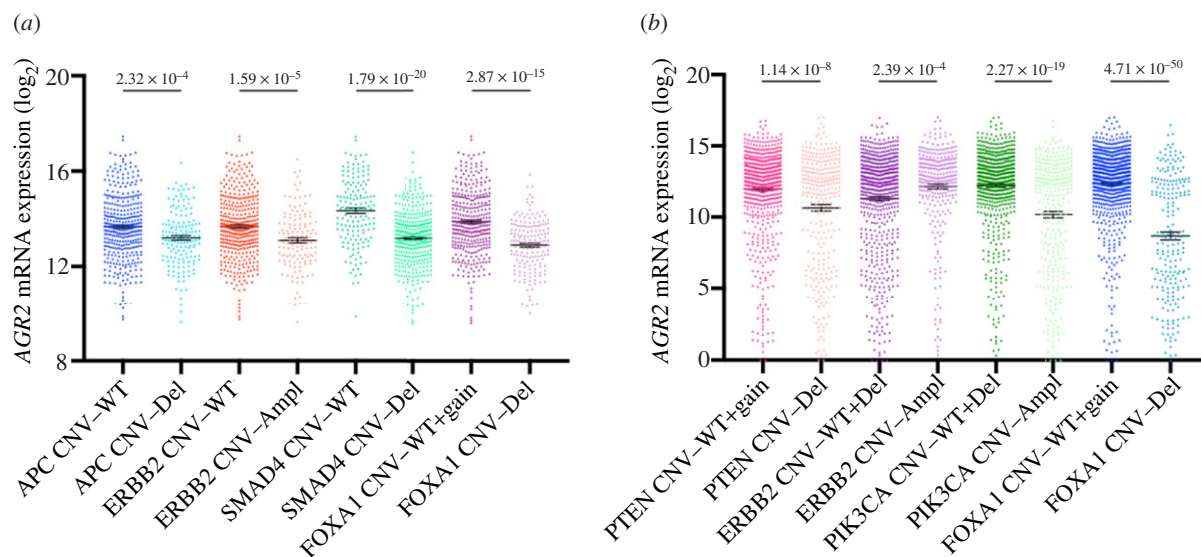 (a)
AGR2 mRNA expression (log₂)
20
16
12
8
2.32 × 10⁻⁴
1.59 × 10⁻⁵
1.79 × 10⁻²⁰
2.87 × 10⁻¹⁵
APC CNV–WT
APC CNV–Del
ERBB2 CNV–WT
ERBB2 CNV–Ampl
SMAD4 CNV–WT
SMAD4 CNV–Del
FOXA1 CNV–WT+gain
FOXA1 CNV–Del
(b)
AGR2 mRNA expression (log₂)
20
15
10
5
0
1.14 × 10⁻⁸
2.39 × 10⁻⁴
2.27 × 10⁻¹⁹
4.71 × 10⁻⁵⁰
PTEN CNV–WT+gain
PTEN CNV–Del
ERBB2 CNV–WT+Del
ERBB2 CNV–Ampl
PIK3CA CNV–WT+Del
PIK3CA CNV–Ampl
FOXA1 CNV–WT+gain
FOXA1 CNV–Del